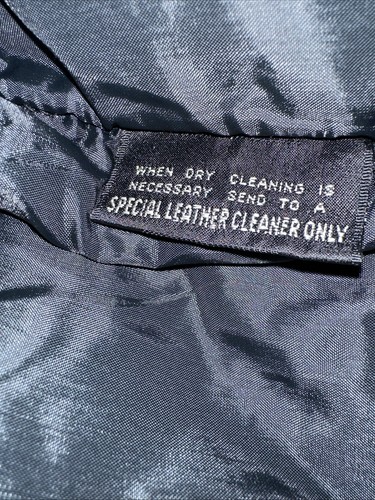 WHEN DRY CLEANING IS
NECESSARY SEND TO A
SPECIAL LEATHER CLEANER ONLY